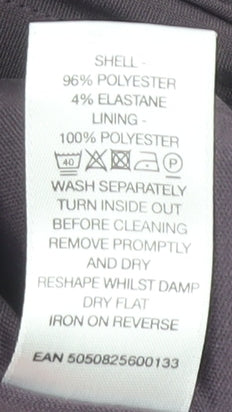 SHELL -
96% POLYESTER
4% ELASTANE
LINING -
100% POLYESTER
40 P
WASH SEPARATELY
TURN INSIDE OUT
BEFORE CLEANING
REMOVE PROMPTLY
AND DRY
RESHAPE WHILST DAMP
DRY FLAT
IRON ON REVERSE
EAN 5050825600133